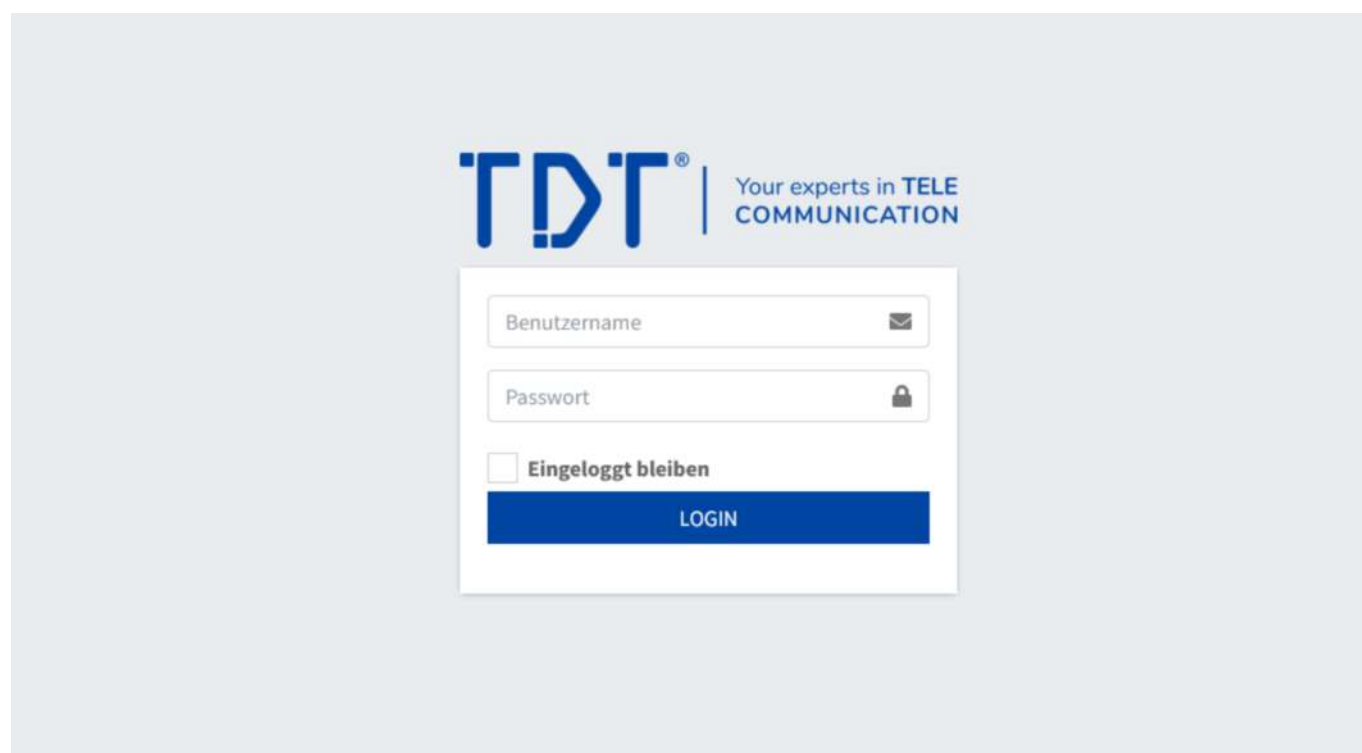 TDT®
Your experts in TELE
COMMUNICATION
Benutzername
Passwort
Eingeloggt bleiben
LOGIN